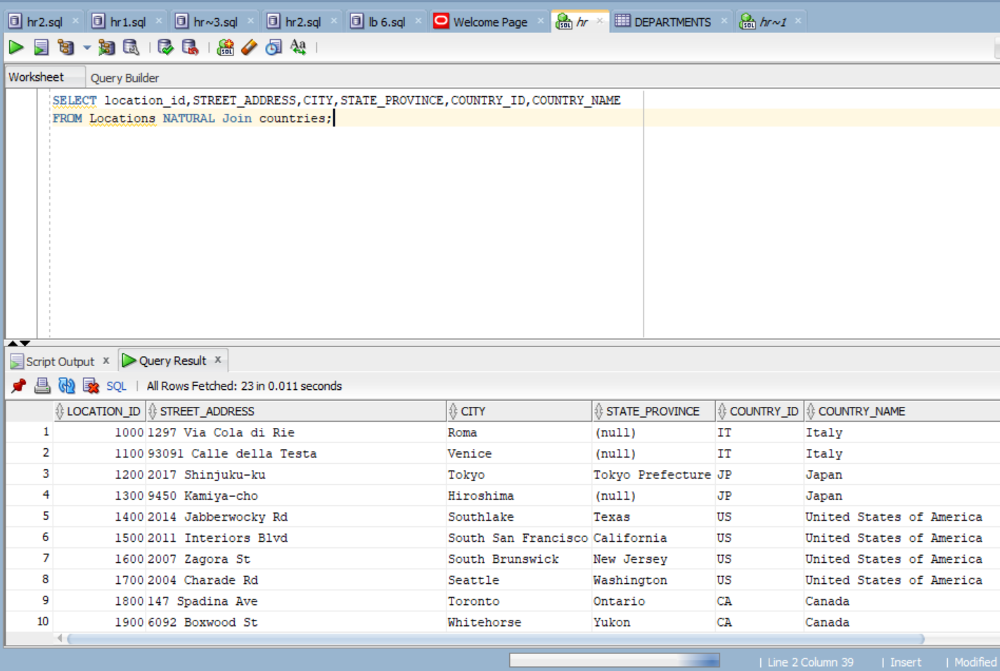 hr2.sql × hr1.sql × hr~3.sql × hr2.sql × lb 6.sql × Welcome Page × hr × DEPARTMENTS × hr~1 ×
Worksheet Query Builder
SELECT location_id,STREET_ADDRESS,CITY,STATE_PROVINCE,COUNTRY_ID,COUNTRY_NAME
FROM Locations NATURAL Join countries;
Script Output × Query Result ×
SQL | All Rows Fetched: 23 in 0.011 seconds
LOCATION_ID STREET_ADDRESS CITY STATE_PROVINCE COUNTRY_ID COUNTRY_NAME
1 1000 1297 Via Cola di Rie Roma (null) IT Italy
2 1100 93091 Calle della Testa Venice (null) IT Italy
3 1200 2017 Shinjuku-ku Tokyo Tokyo Prefecture JP Japan
4 1300 9450 Kamiya-cho Hiroshima (null) JP Japan
5 1400 2014 Jabberwocky Rd Southlake Texas US United States of America
6 1500 2011 Interiors Blvd South San Francisco California US United States of America
7 1600 2007 Zagora St South Brunswick New Jersey US United States of America
8 1700 2004 Charade Rd Seattle Washington US United States of America
9 1800 147 Spadina Ave Toronto Ontario CA Canada
10 1900 6092 Boxwood St Whitehorse Yukon CA Canada
| Line 2 Column 39 | Insert | Modified